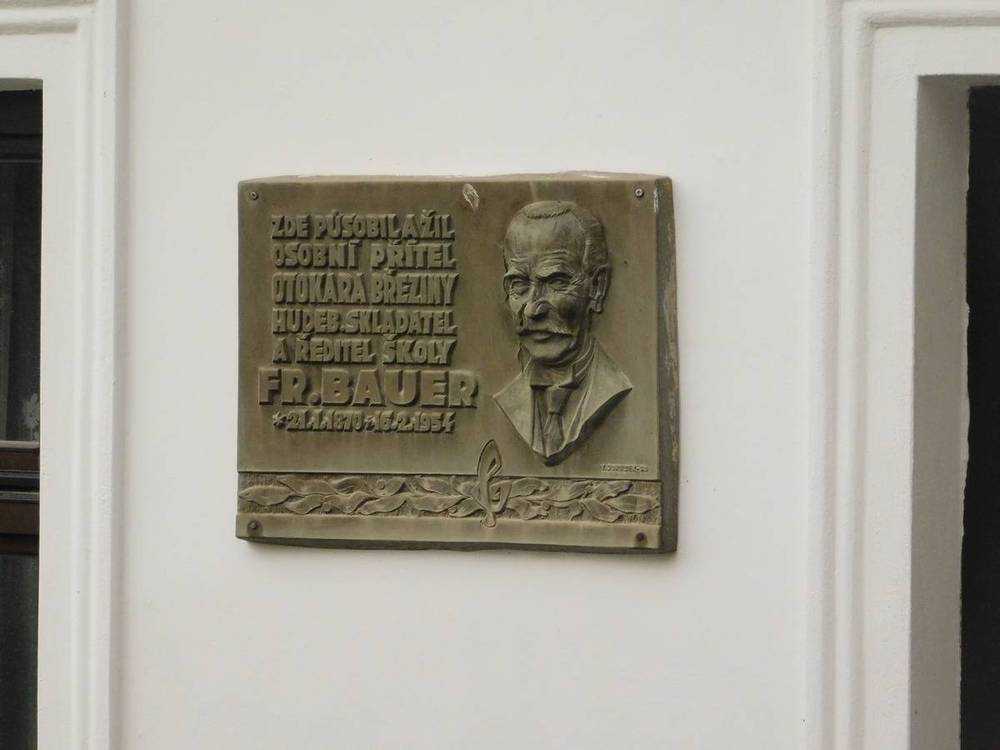 ZDE PŮSOBIL A ŽIL
OSOBNÍ PŘÍTEL
OTOKARA BŘEZINY
HUDEB. SKLADATEL
A ŘEDITEL ŠKOLY
FR. BAUER
*21.1.1870 + 16.2.1954